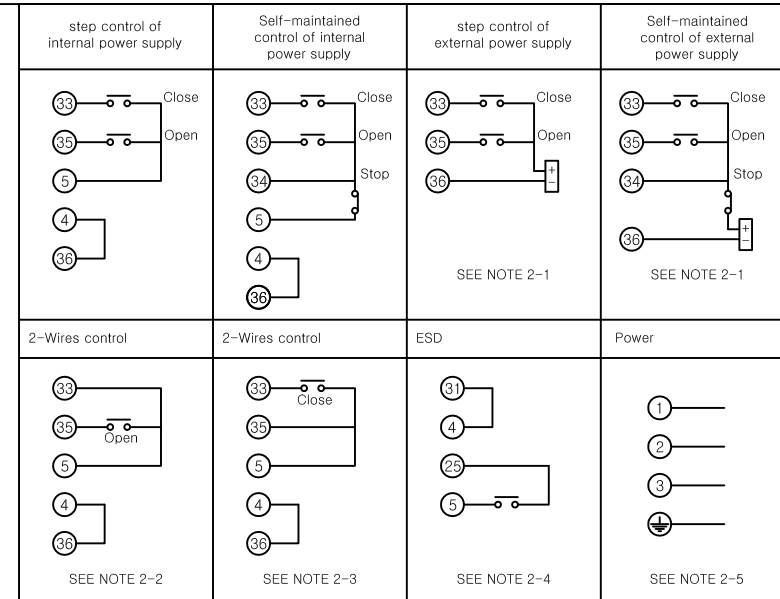 step control of
internal power supply
Self-maintained
control of internal
power supply
step control of
external power supply
Self-maintained
control of external
power supply
33
Close
35
Open
5
4
36
33
Close
35
Open
34
Stop
5
4
36
33
Close
35
Open
36
+
-
SEE NOTE 2-1
33
Close
35
Open
34
Stop
36
+
-
SEE NOTE 2-1
2-Wires control
2-Wires control
ESD
Power
33
35
Open
5
4
36
SEE NOTE 2-2
33
Close
35
5
4
36
SEE NOTE 2-3
31
4
25
5
SEE NOTE 2-4
1
2
3
SEE NOTE 2-5